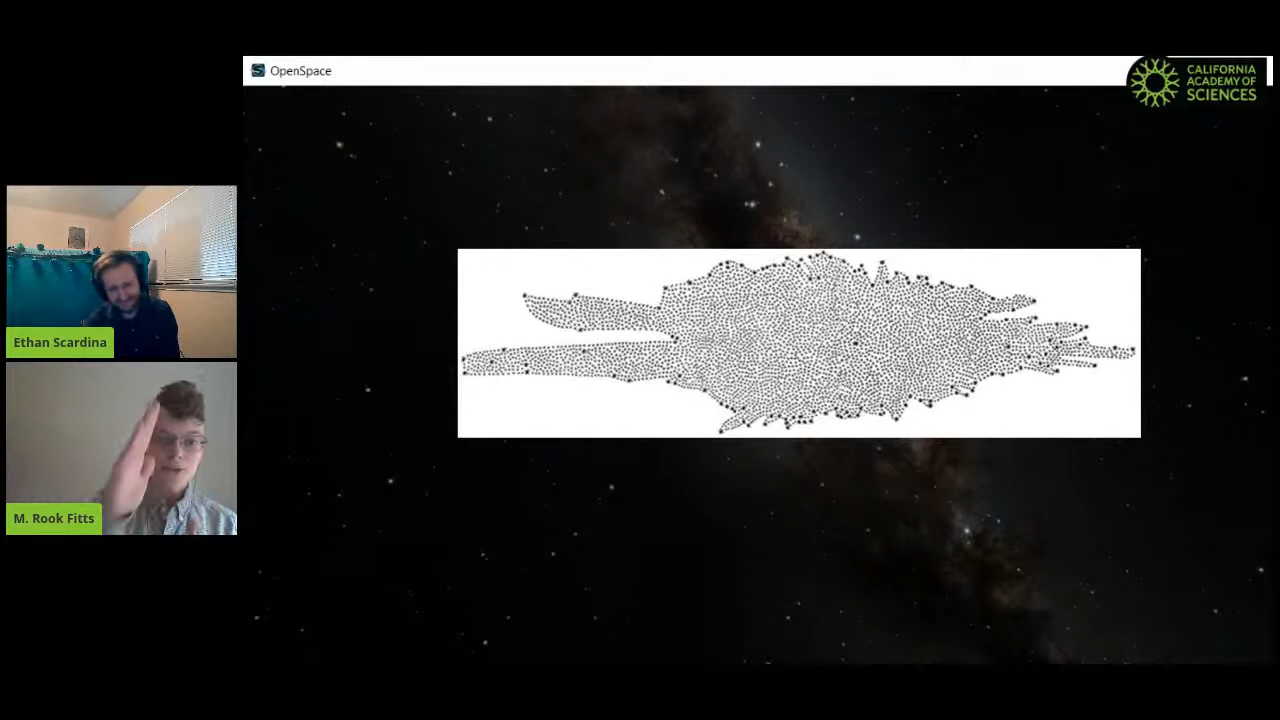 OpenSpace
CALIFORNIA
ACADEMY OF
SCIENCES
Ethan Scardina
M. Rook Fitts